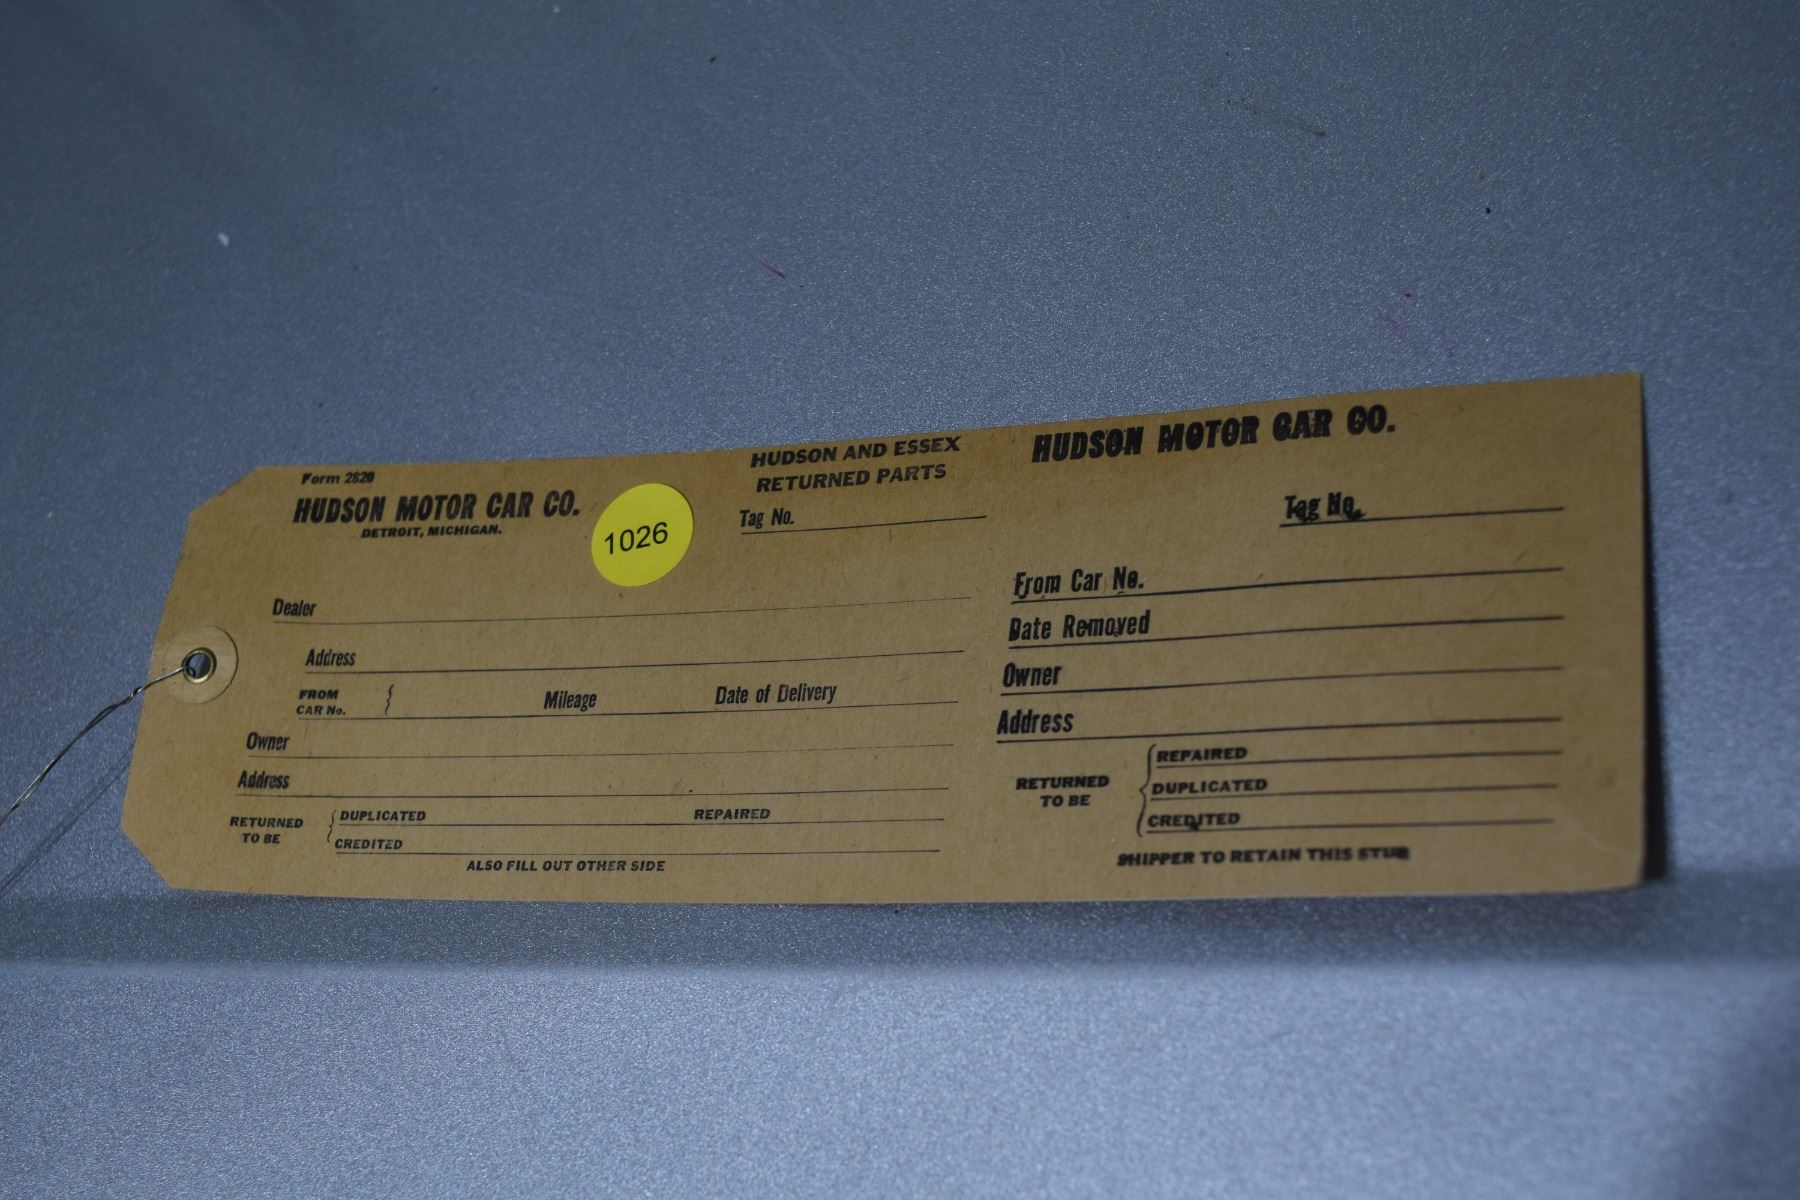 Form 2820
HUDSON MOTOR CAR CO.
DETROIT, MICHIGAN.
1026
HUDSON AND ESSEX
RETURNED PARTS
Tag No.
Dealer
Address
FROM
CAR No. {
Mileage
Date of Delivery
Owner
Address
RETURNED
TO BE
{ DUPLICATED
REPAIRED
CREDITED
ALSO FILL OUT OTHER SIDE
HUDSON MOTOR CAR CO.
Tag No.
From Car No.
Date Removed
Owner
Address
RETURNED
TO BE
{ REPAIRED
DUPLICATED
CREDITED
SHIPPER TO RETAIN THIS STUB